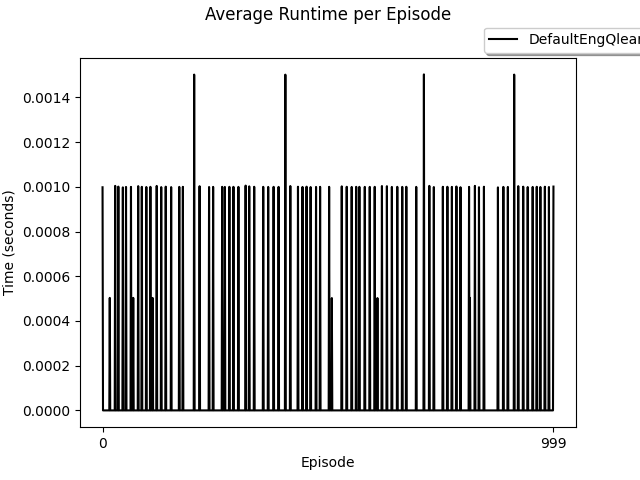 Average Runtime per Episode
DefaultEngQlear
0.0014
0.0012
0.0010
0.0008
0.0006
0.0004
0.0002
0.0000
Time (seconds)
0 999
Episode